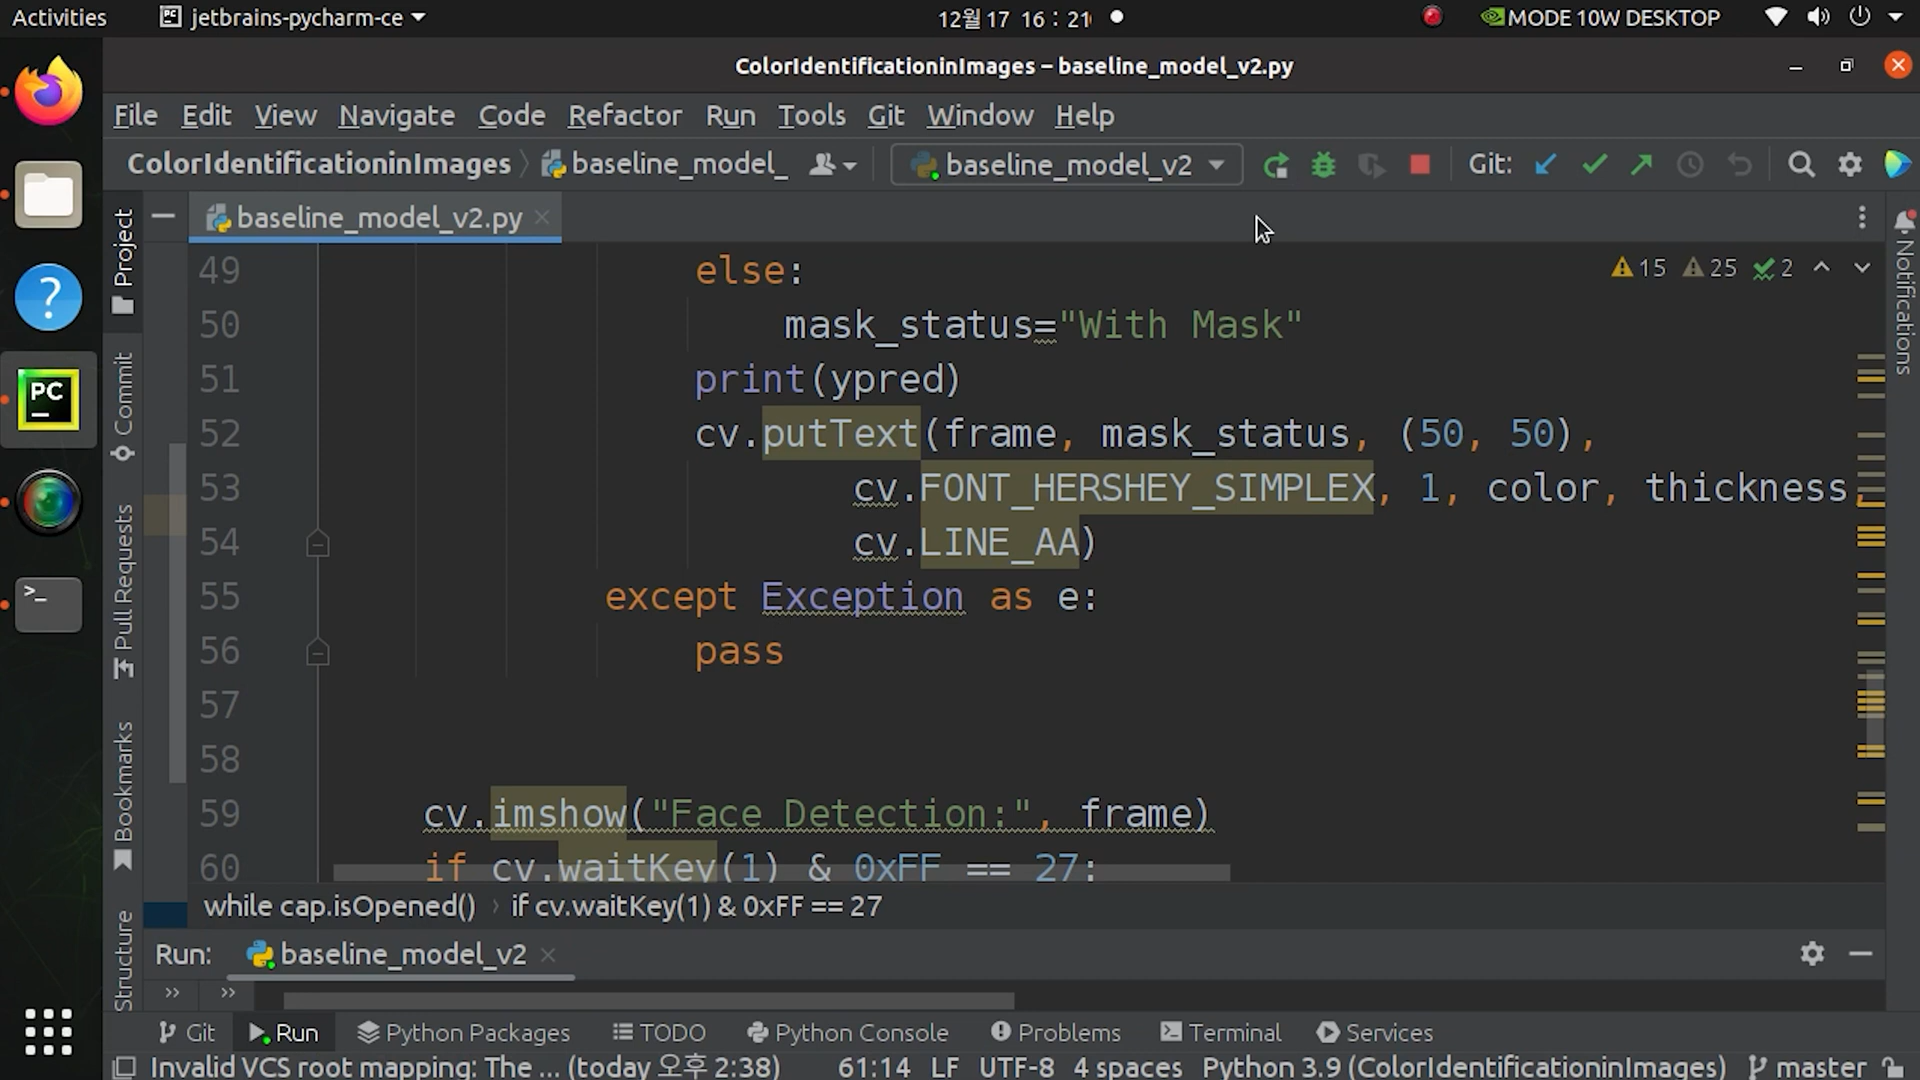 Activities
jetbrains-pycharm-ce
12월 17 16 : 21
MODE 10W DESKTOP
ColorIdentificationinImages – baseline_model_v2.py
File Edit View Navigate Code Refactor Run Tools Git Window Help
ColorIdentificationinImages
baseline_model_
baseline_model_v2
Git:
Project
baseline_model_v2.py
Notifications
15 25 2
49 else:
50 mask_status="With Mask"
51 print(ypred)
52 cv.putText(frame, mask_status, (50, 50),
53 cv.FONT_HERSHEY_SIMPLEX, 1, color, thickness,
54 cv.LINE_AA)
55 except Exception as e:
56 pass
57
58
59 cv.imshow("Face Detection:", frame)
60 if cv.waitKey(1) & 0xFF == 27:
Commit
Pull Requests
Bookmarks
Structure
PC
>_
?
while cap.isOpened() › if cv.waitKey(1) & 0xFF == 27
Run: baseline_model_v2
Git Run Python Packages TODO Python Console Problems Terminal Services
Invalid VCS root mapping: The ... (today 오후 2:38) 61:14 LF UTF-8 4 spaces Python 3.9 (ColorIdentificationinImages) master